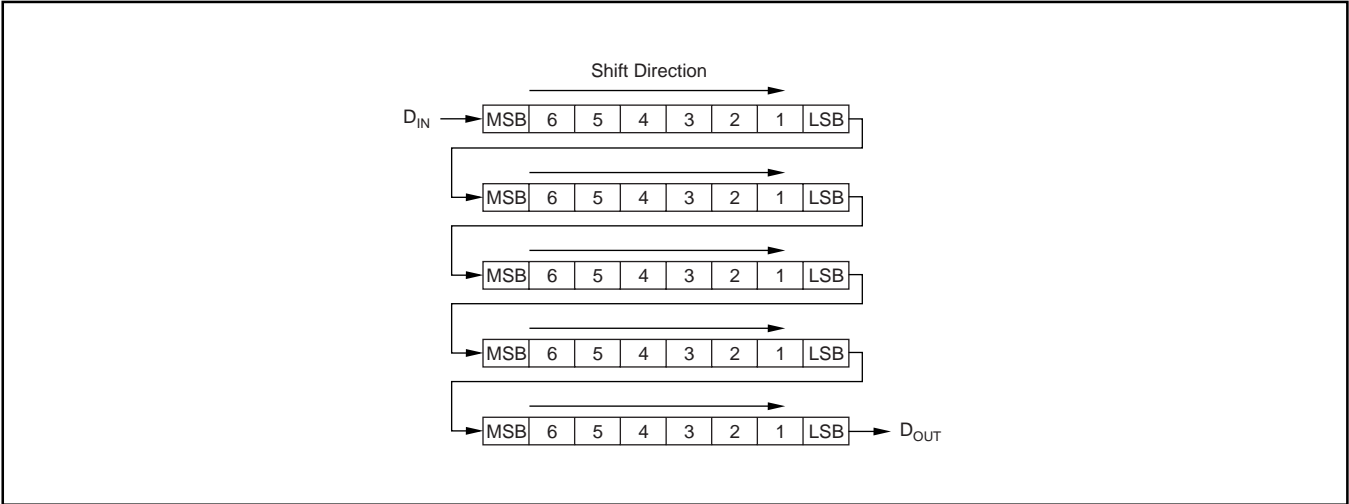 Shift Direction
D_IN MSB 6 5 4 3 2 1 LSB
MSB 6 5 4 3 2 1 LSB
MSB 6 5 4 3 2 1 LSB
MSB 6 5 4 3 2 1 LSB
MSB 6 5 4 3 2 1 LSB D_OUT